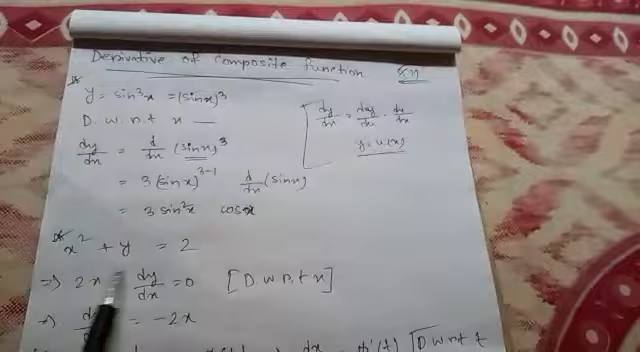 Derivative of composite function
y = sin³x = (sinx)³
D. w. r. t x —
dy/dx = d/dx (sinx)³
= 3 (sinx)³⁻¹ d/dx (sinx)
= 3 sin²x cosx
dy/dx = dy/du · du/dx
y = u(x)
* x² + y = 2
=> 2x dy/dx = 0 [D. w r. t x]
=> = -2x
dx φ'(t) [D w r t t